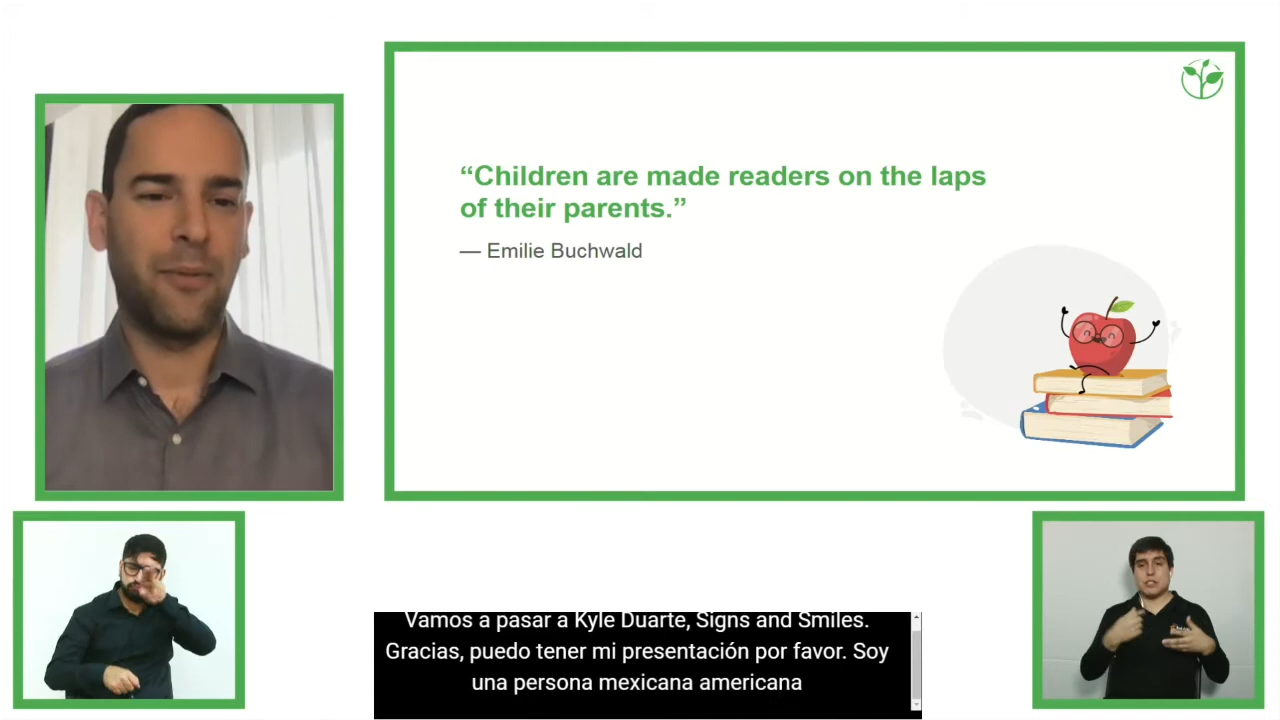 “Children are made readers on the laps
of their parents.”
— Emilie Buchwald
Vamos a pasar a Kyle Duarte, Signs and Smiles.
Gracias, puedo tener mi presentación por favor. Soy
una persona mexicana americana